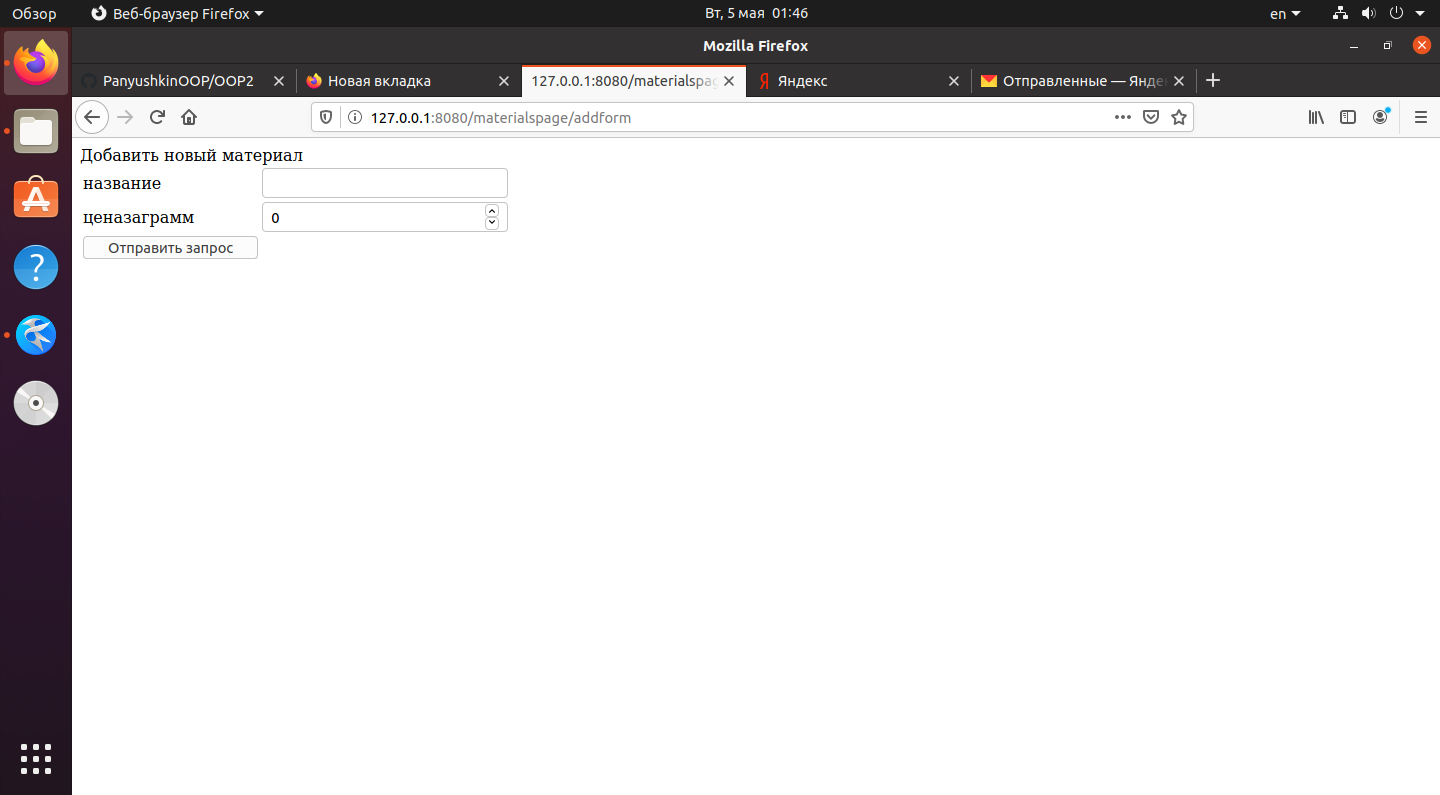 Обзор
Веб-браузер Firefox
Вт, 5 мая 01:46
en
Mozilla Firefox
PanyushkinOOP/OOP2
Новая вкладка
127.0.0.1:8080/materialspag
Яндекс
Отправленные — Янде
127.0.0.1:8080/materialspage/addform
Добавить новый материал
название
ценазаграмм
0
Отправить запрос